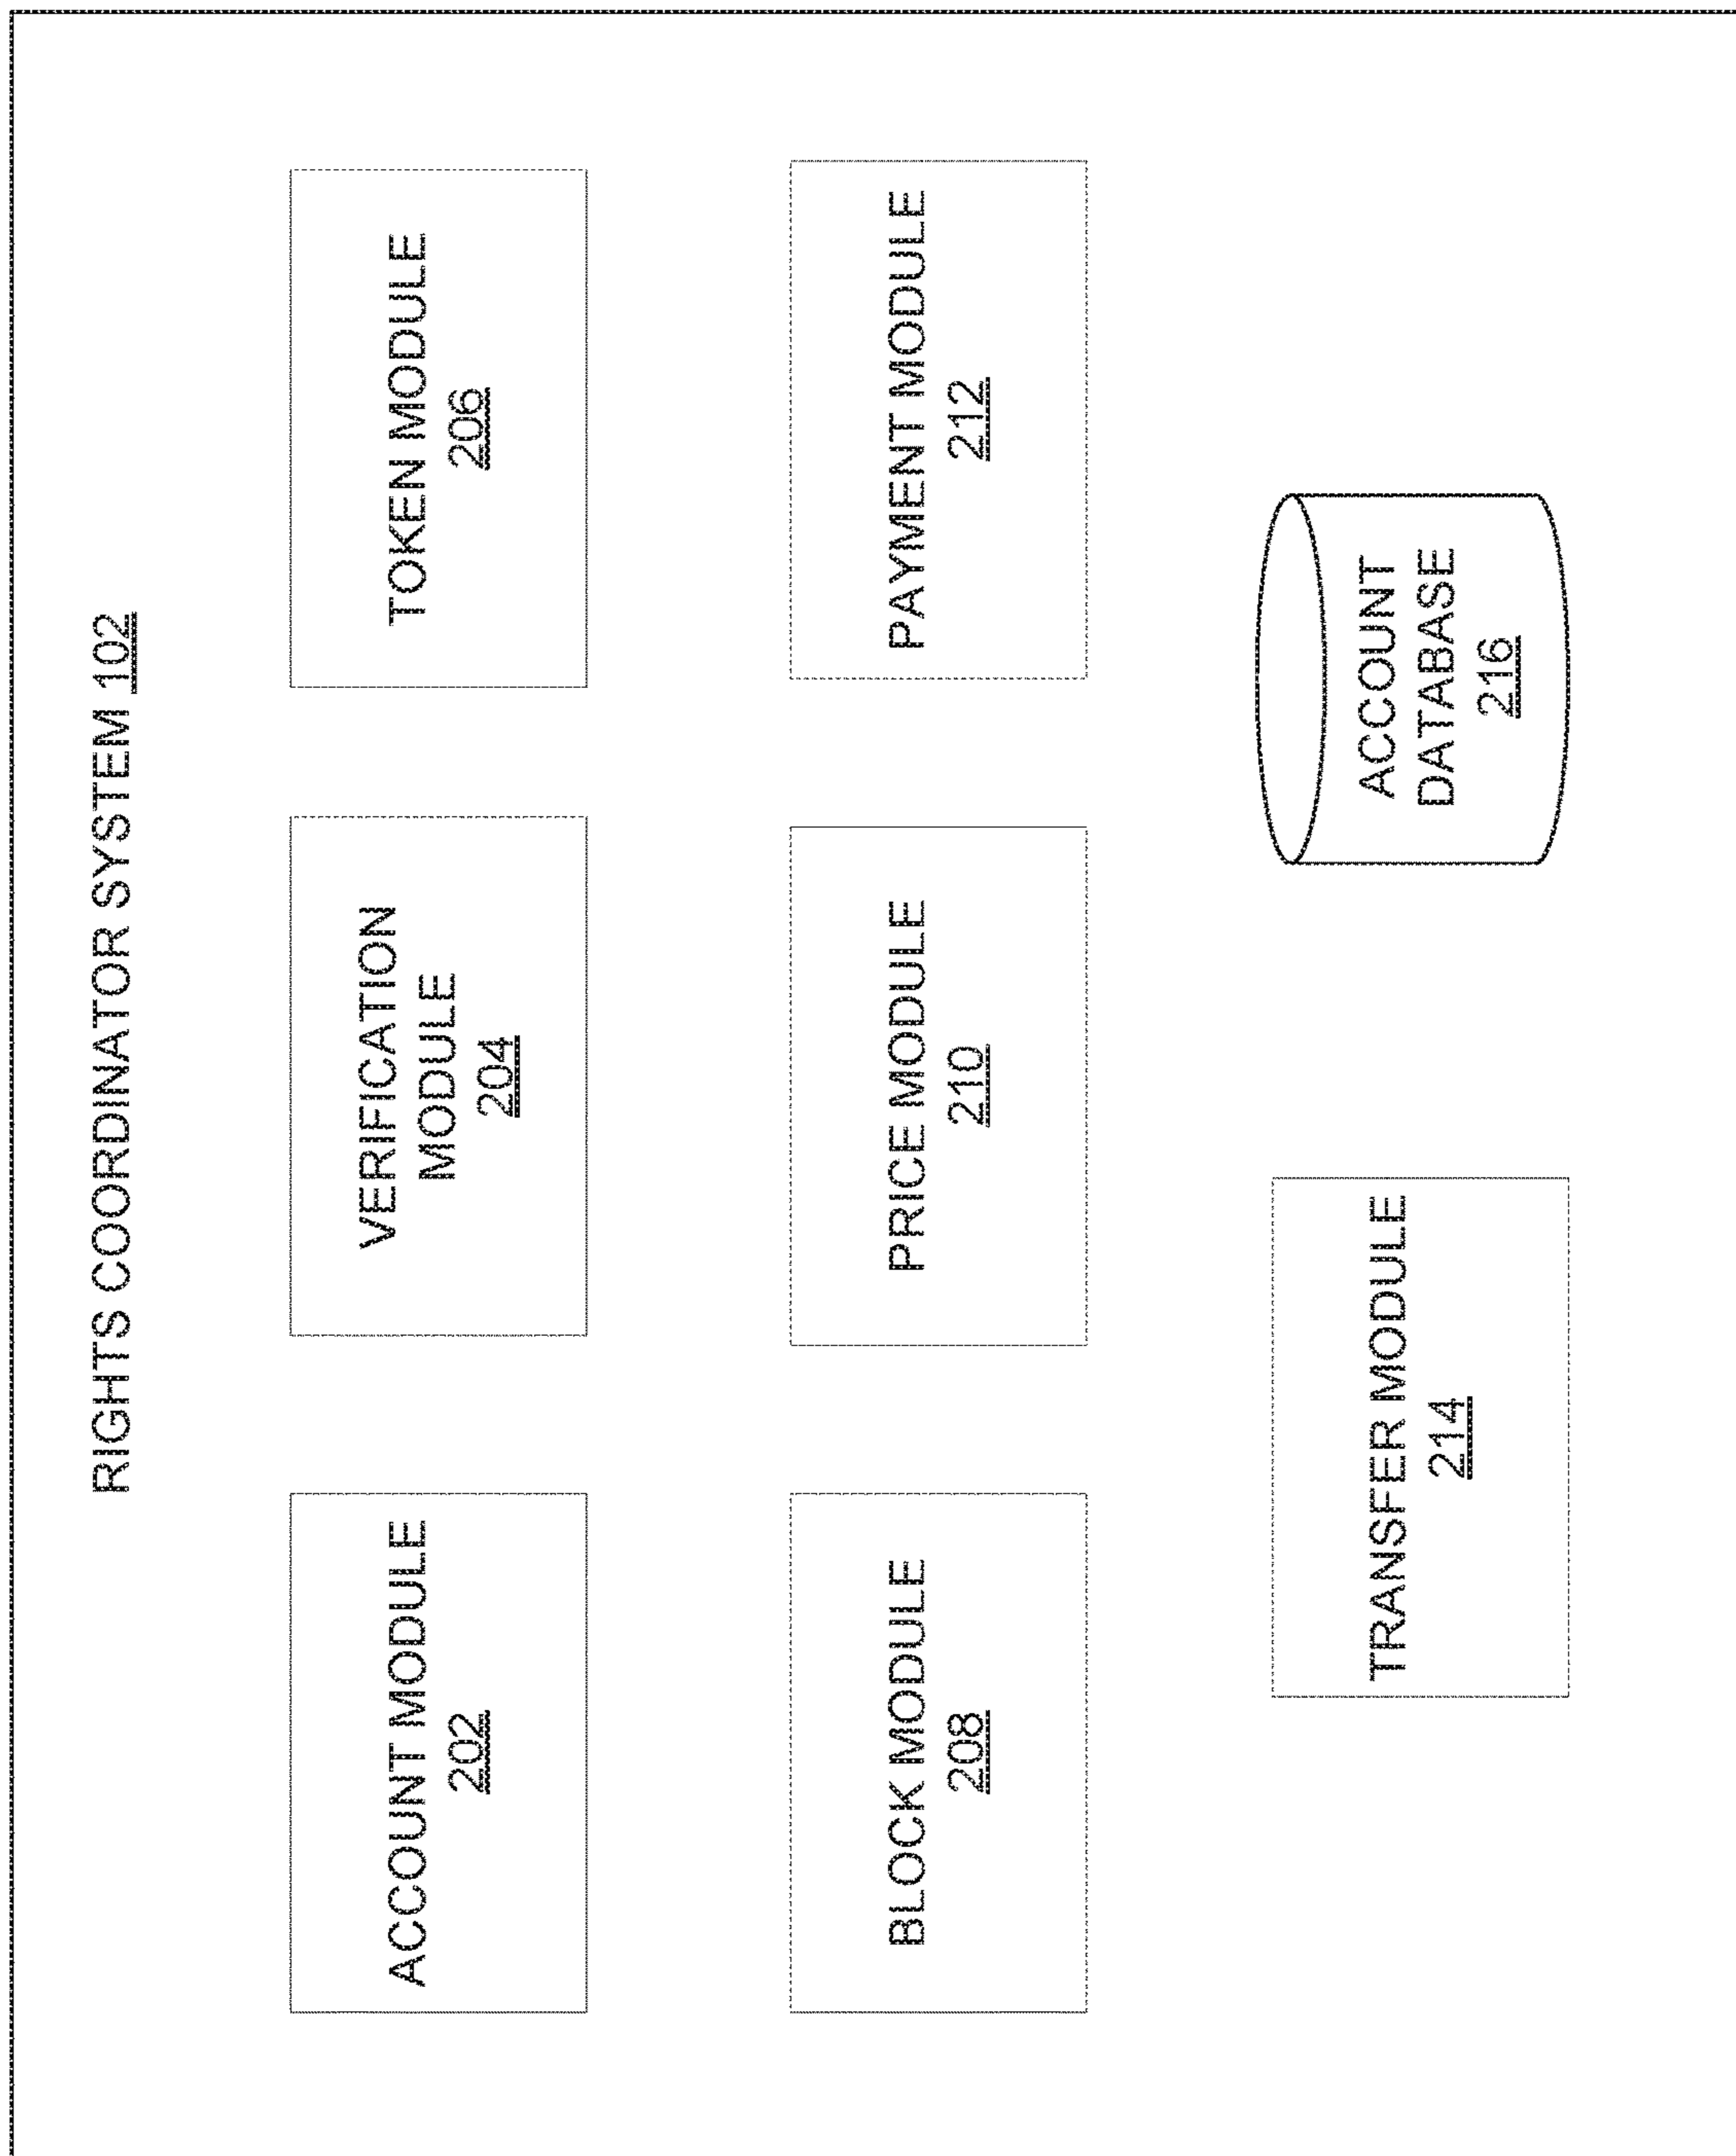 RIGHTS COORDINATOR SYSTEM 102
ACCOUNT MODULE
202
VERIFICATION
MODULE
204
TOKEN MODULE
206
BLOCK MODULE
208
PRICE MODULE
210
PAYMENT MODULE
212
TRANSFER MODULE
214
ACCOUNT
DATABASE
216